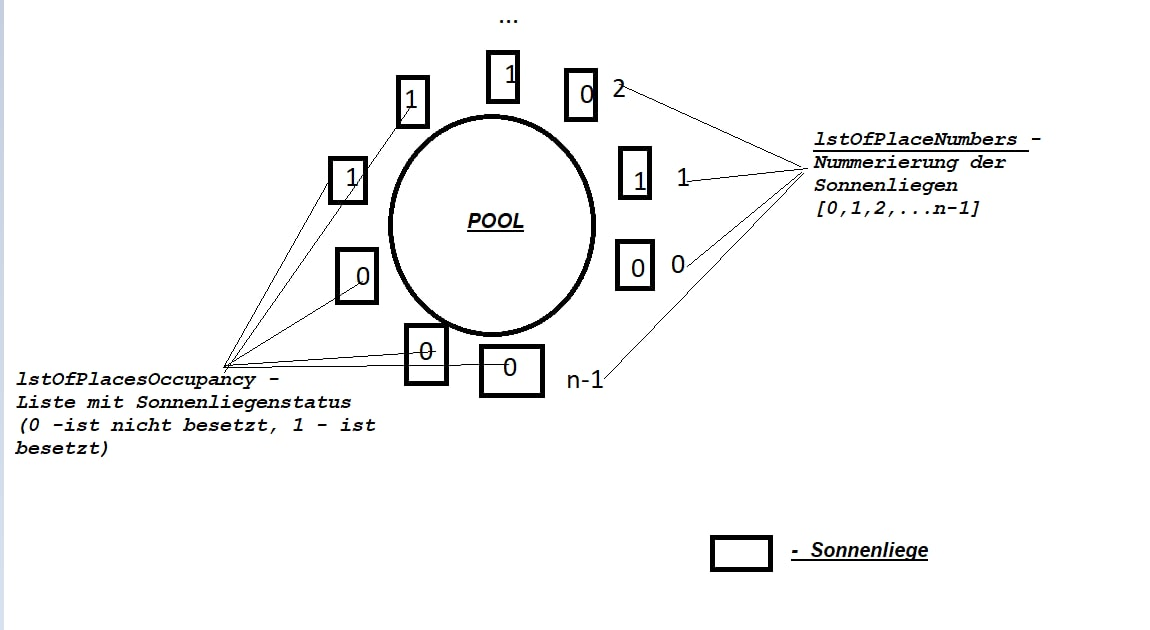 ...
1
1
0 2
1
1
1
POOL
0
0
0
0
0
n-1
lstOfPlaceNumbers -
Nummerierung der
Sonnenliegen
[0,1,2,...n-1]
lstOfPlacesOccupancy -
Liste mit Sonnenliegenstatus
(0 -ist nicht besetzt, 1 - ist
besetzt)
- Sonnenliege